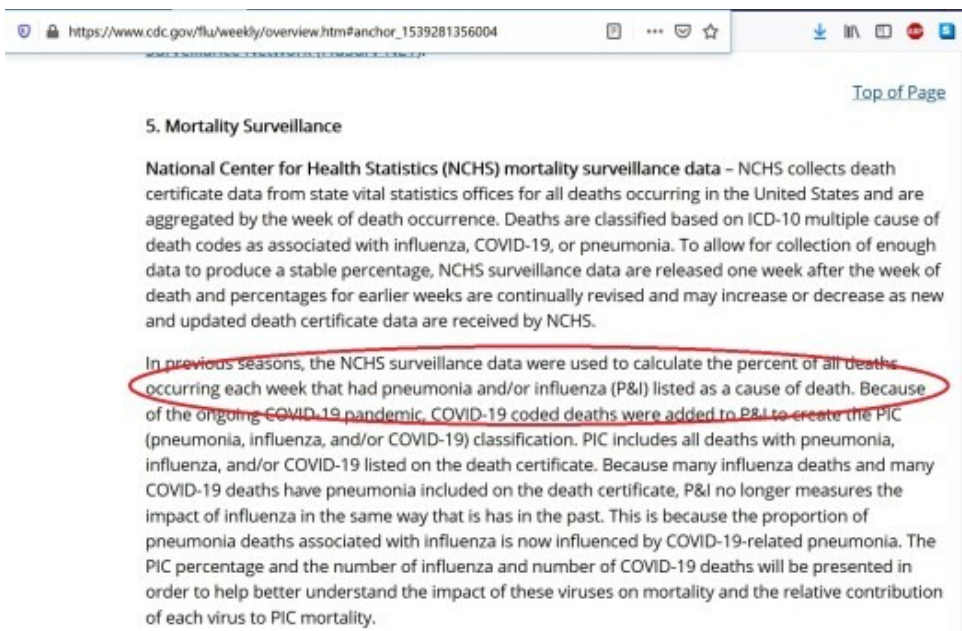 https://www.cdc.gov/flu/weekly/overview.htm#anchor_1539281356004
Surveillance Network (FluSurv-NET).
Top of Page
5. Mortality Surveillance
National Center for Health Statistics (NCHS) mortality surveillance data – NCHS collects death
certificate data from state vital statistics offices for all deaths occurring in the United States and are
aggregated by the week of death occurrence. Deaths are classified based on ICD-10 multiple cause of
death codes as associated with influenza, COVID-19, or pneumonia. To allow for collection of enough
data to produce a stable percentage, NCHS surveillance data are released one week after the week of
death and percentages for earlier weeks are continually revised and may increase or decrease as new
and updated death certificate data are received by NCHS.
In previous seasons, the NCHS surveillance data were used to calculate the percent of all deaths
occurring each week that had pneumonia and/or influenza (P&I) listed as a cause of death. Because
of the ongoing COVID-19 pandemic, COVID-19 coded deaths were added to P&I to create the PIC
(pneumonia, influenza, and/or COVID-19) classification. PIC includes all deaths with pneumonia,
influenza, and/or COVID-19 listed on the death certificate. Because many influenza deaths and many
COVID-19 deaths have pneumonia included on the death certificate, P&I no longer measures the
impact of influenza in the same way that is has in the past. This is because the proportion of
pneumonia deaths associated with influenza is now influenced by COVID-19-related pneumonia. The
PIC percentage and the number of influenza and number of COVID-19 deaths will be presented in
order to help better understand the impact of these viruses on mortality and the relative contribution
of each virus to PIC mortality.